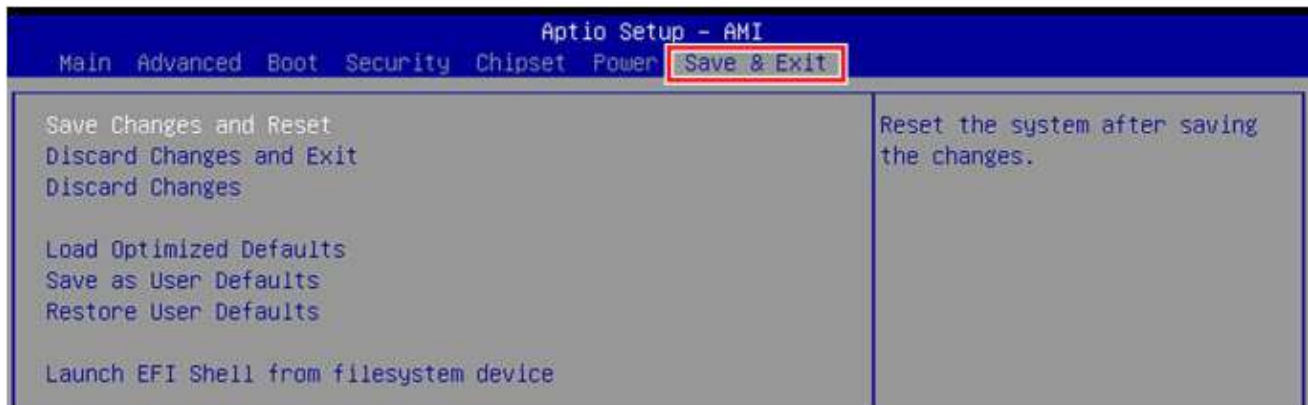 Aptio Setup – AMI
Main Advanced Boot Security Chipset Power Save & Exit
Save Changes and Reset
Discard Changes and Exit
Discard Changes
Load Optimized Defaults
Save as User Defaults
Restore User Defaults
Launch EFI Shell from filesystem device
Reset the system after saving
the changes.